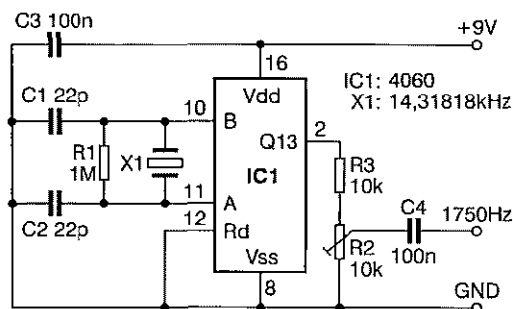 C3 100n
+9V
16
C1 22p
Vdd
IC1: 4060
X1: 14,31818kHz
10
B
2
Q13
R1
1M
X1
IC1
R3
10k
11
A
C4
C2 22p
12
Rd
1750Hz
R2
10k
100n
Vss
8
GND